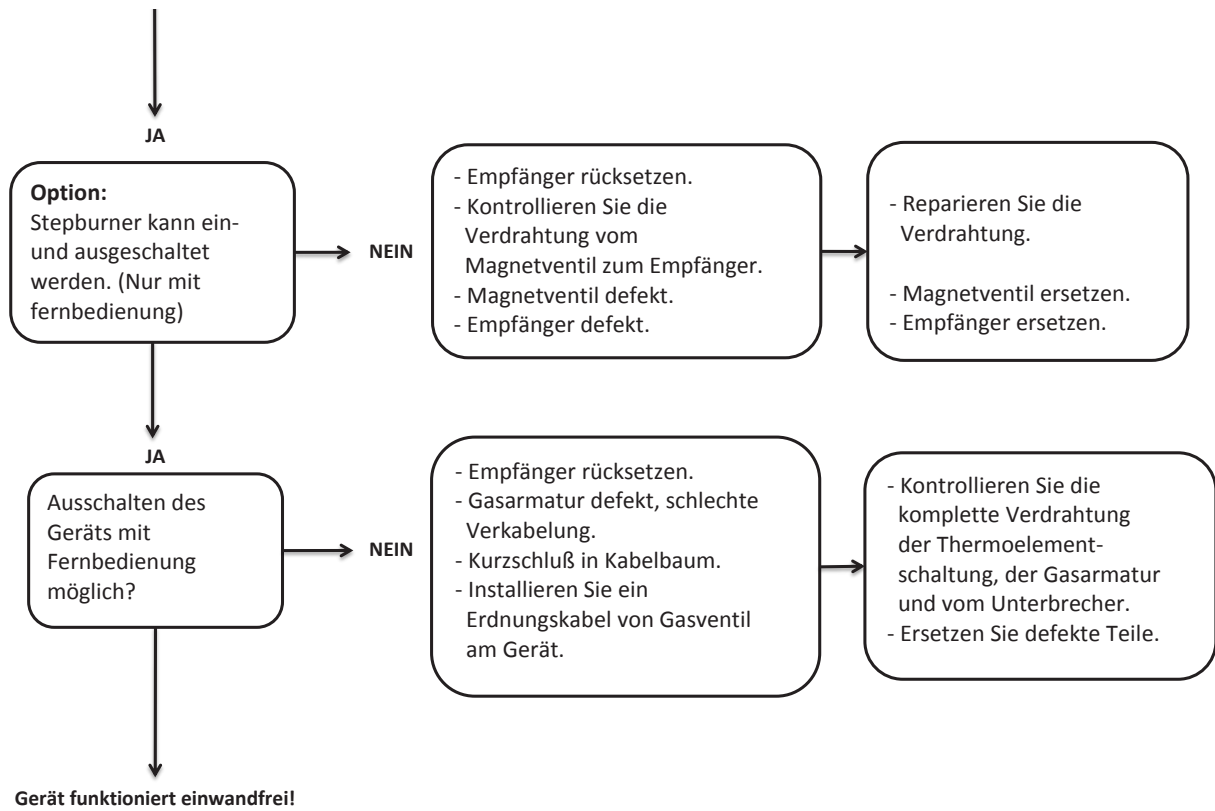 JA
Option:
Stepburner kann ein-
und ausgeschaltet
werden. (Nur mit
fernbedienung)
NEIN
- Empfänger rücksetzen.
- Kontrollieren Sie die
Verdrahtung vom
Magnetventil zum Empfänger.
- Magnetventil defekt.
- Empfänger defekt.
- Reparieren Sie die
Verdrahtung.
- Magnetventil ersetzen.
- Empfänger ersetzen.
JA
Ausschalten des
Geräts mit
Fernbedienung
möglich?
NEIN
- Empfänger rücksetzen.
- Gasarmatur defekt, schlechte
Verkabelung.
- Kurzschluß in Kabelbaum.
- Installieren Sie ein
Erdnungskabel von Gasventil
am Gerät.
- Kontrollieren Sie die
komplette Verdrahtung
der Thermoelement-
schaltung, der Gasarmatur
und vom Unterbrecher.
- Ersetzen Sie defekte Teile.
Gerät funktioniert einwandfrei!